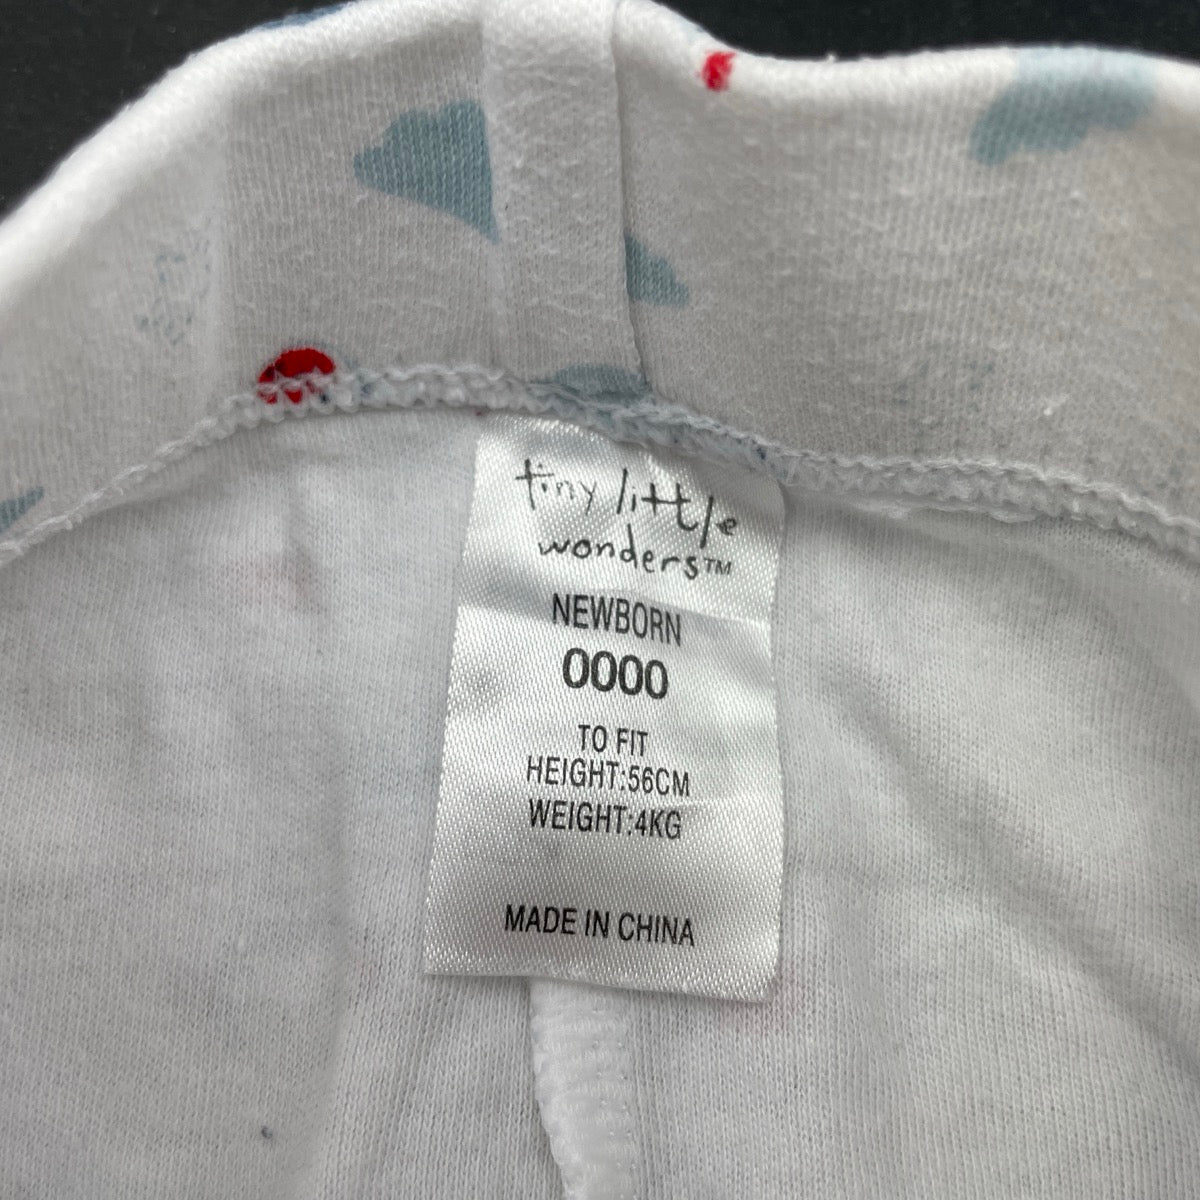 tiny little
wonders™
NEWBORN
0000
TO FIT
HEIGHT:56CM
WEIGHT:4KG
MADE IN CHINA